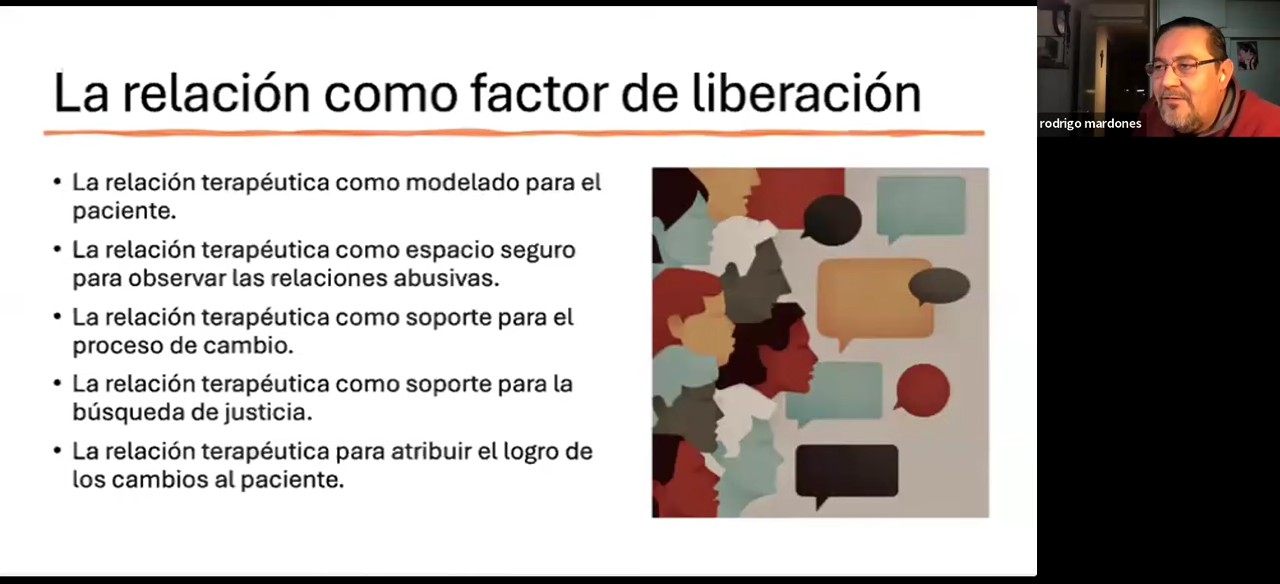 La relación como factor de liberación
• La relación terapéutica como modelado para el
paciente.
• La relación terapéutica como espacio seguro
para observar las relaciones abusivas.
• La relación terapéutica como soporte para el
proceso de cambio.
• La relación terapéutica como soporte para la
búsqueda de justicia.
• La relación terapéutica para atribuir el logro de
los cambios al paciente.
rodrigo mardones